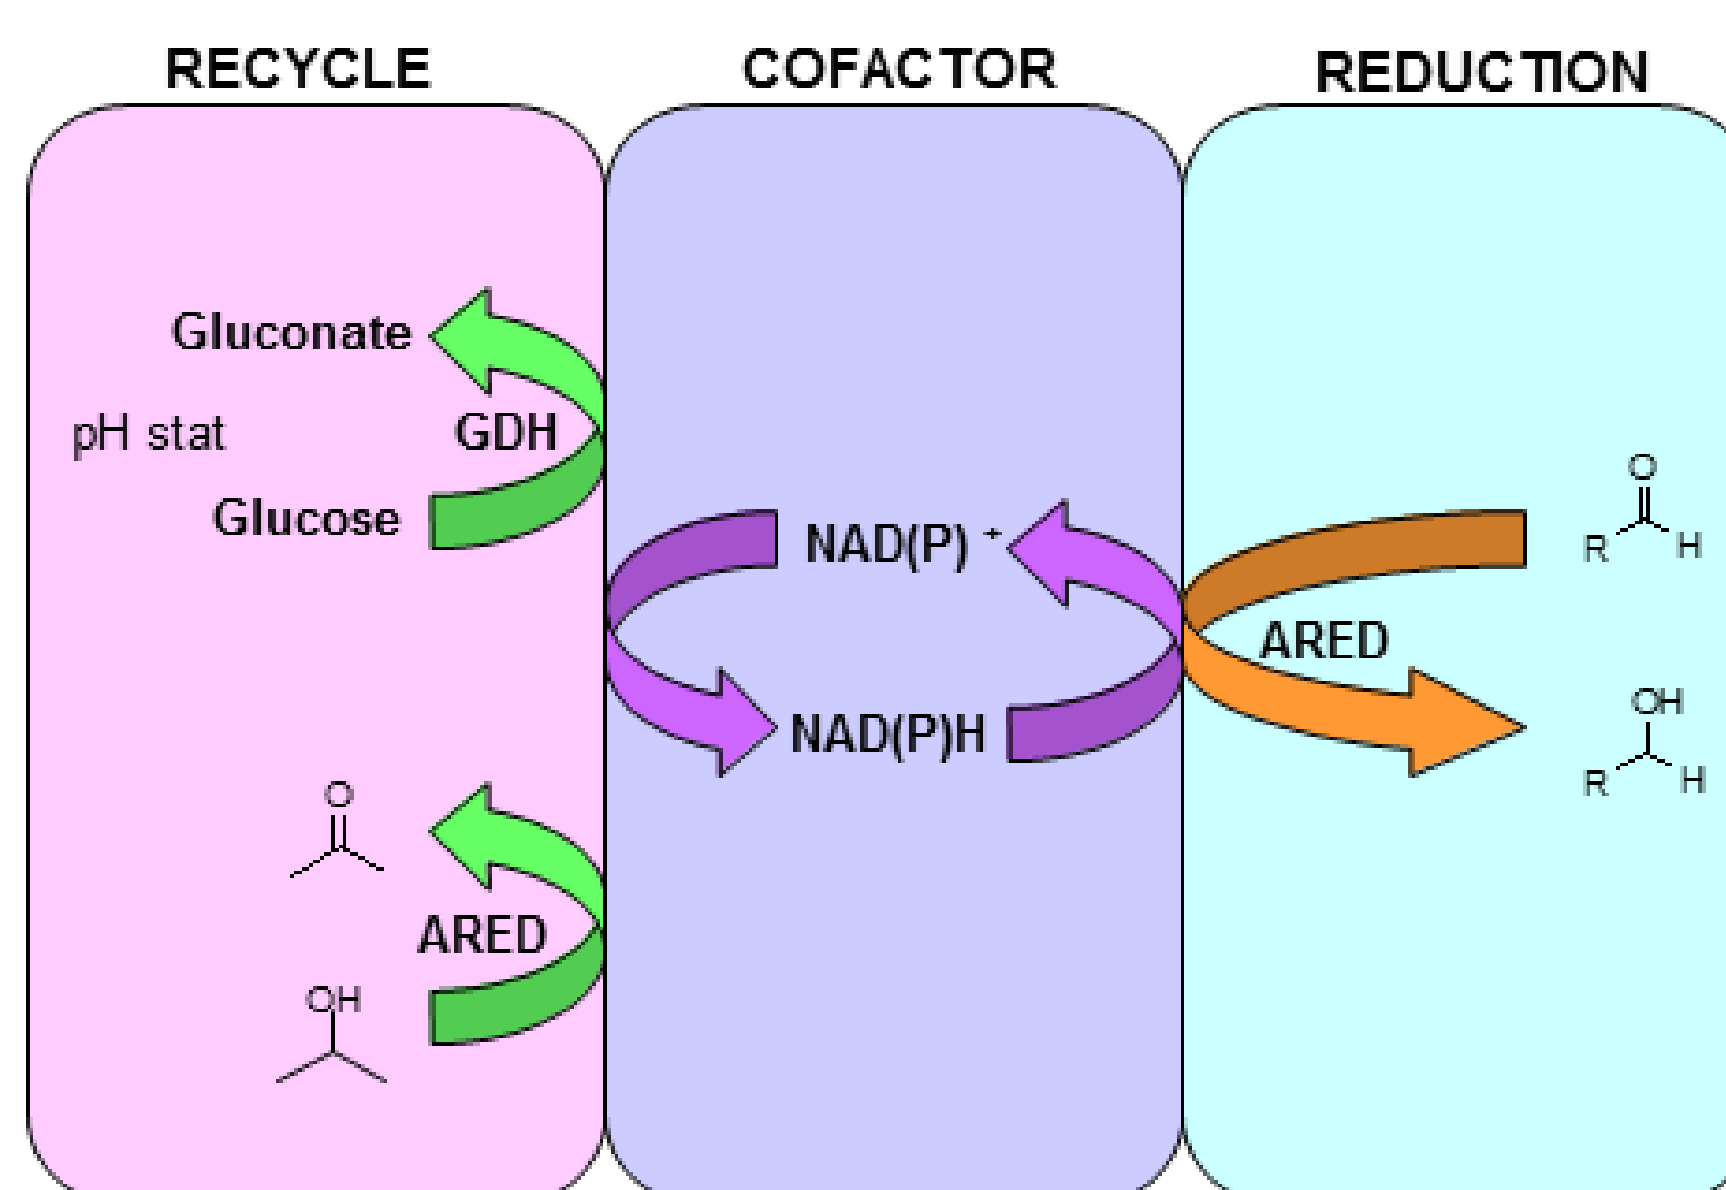 RECYCLE
COFACTOR
REDUCTION
Gluconate
pH stat
GDH
Glucose
NAD(P) +
NAD(P)H
O
R
H
ARED
OH
R
H
O
ARED
OH